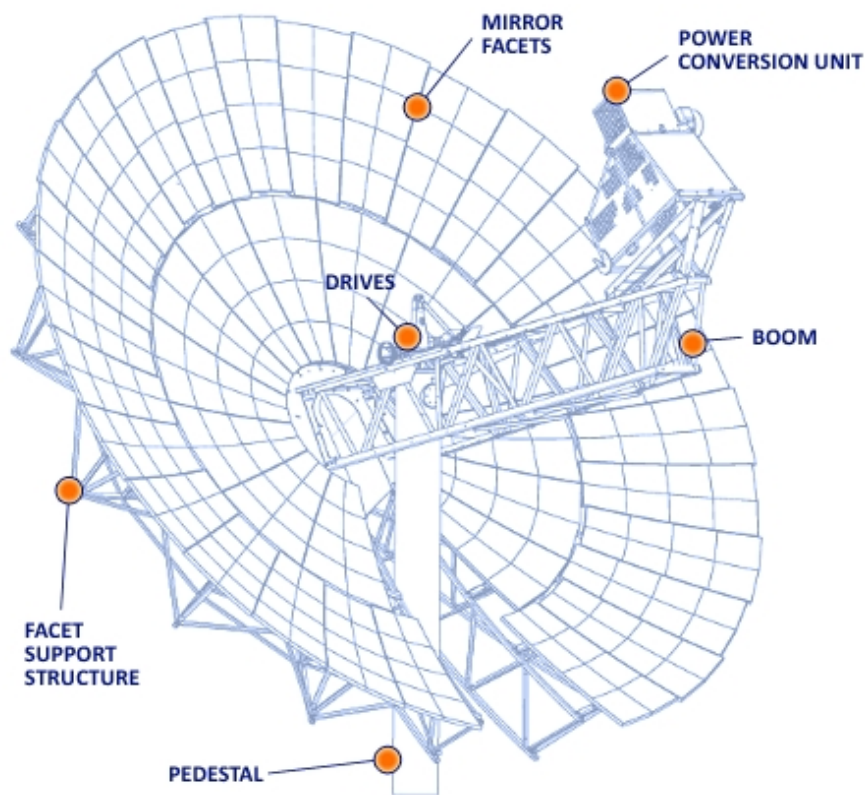 MIRROR
FACETS
POWER
CONVERSION UNIT
DRIVES
BOOM
FACET
SUPPORT
STRUCTURE
PEDESTAL